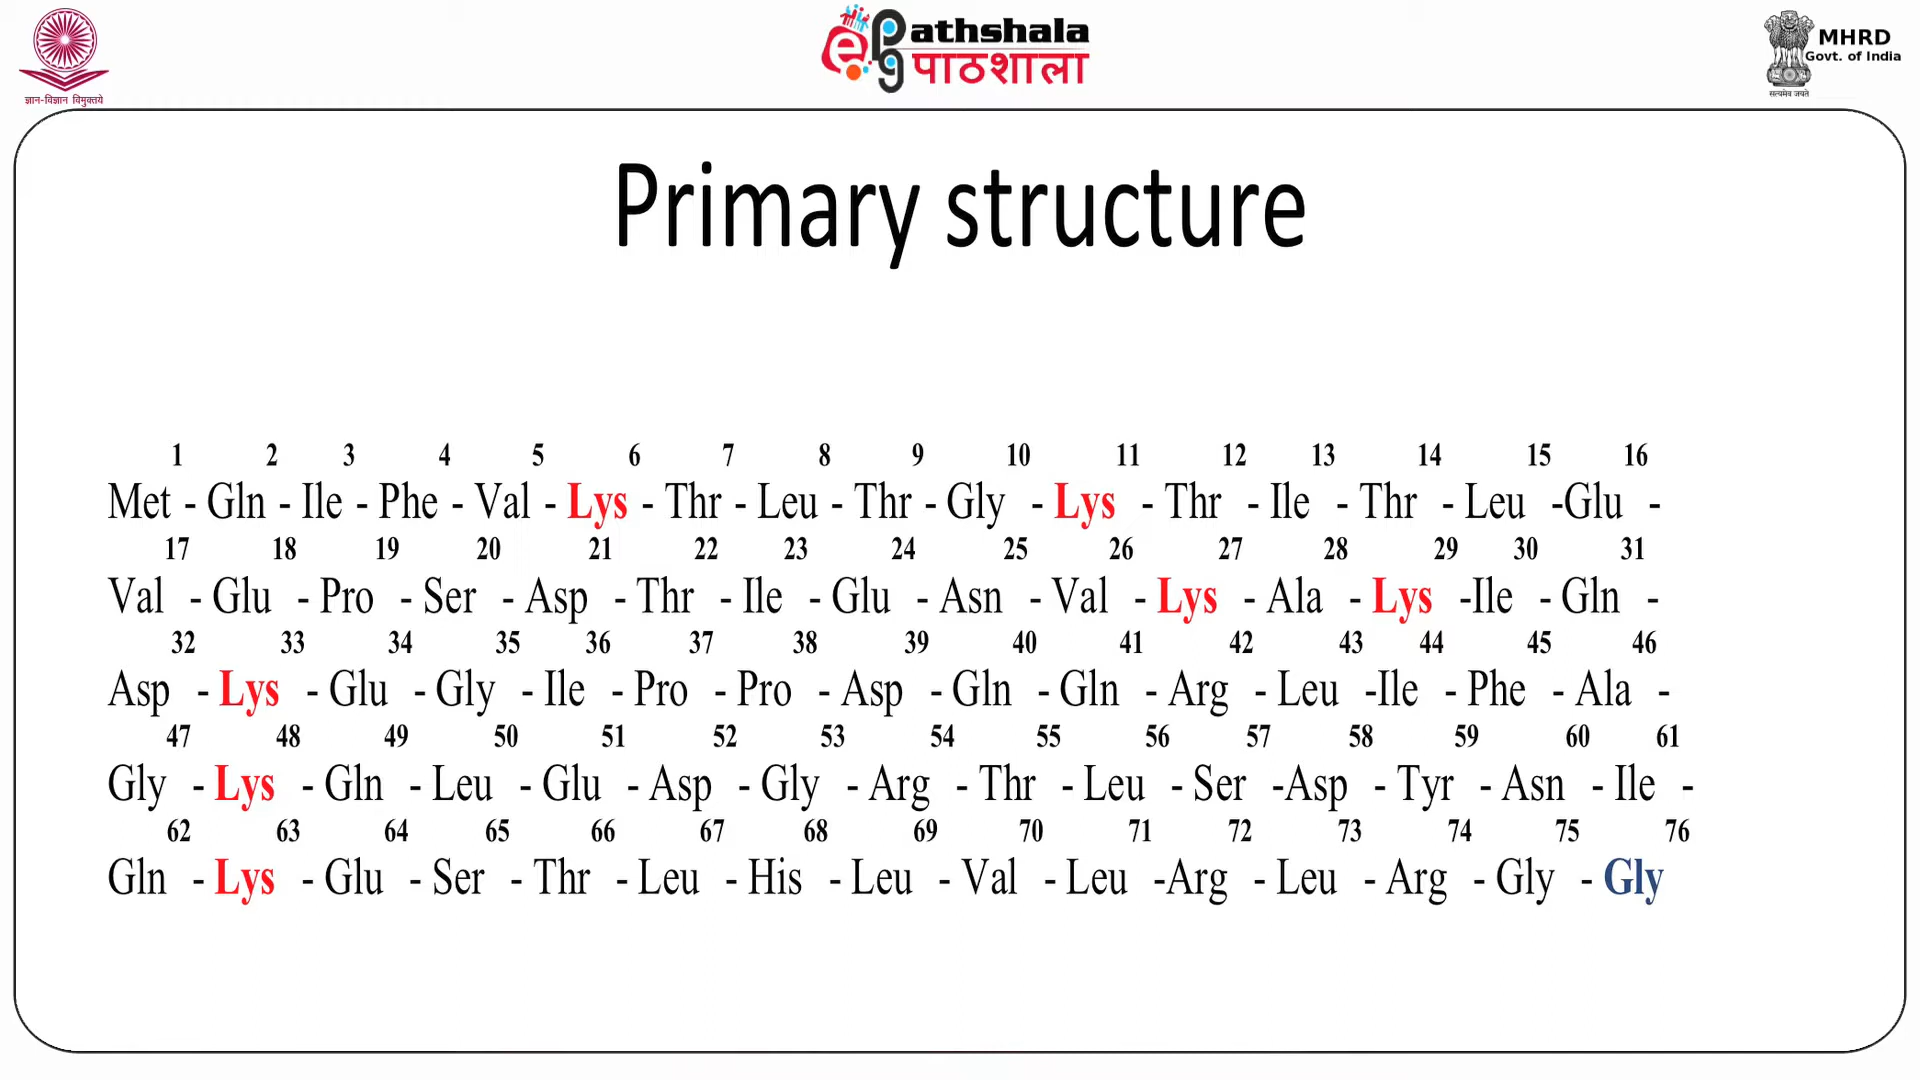 ज्ञान-विज्ञान विमुक्तये
e Pg athshala
पाठशाला
MHRD
Govt. of India
सत्यमेव जयते
Primary structure
1 2 3 4 5 6 7 8 9 10 11 12 13 14 15 16
Met - Gln - Ile - Phe - Val - Lys - Thr - Leu - Thr - Gly - Lys - Thr - Ile - Thr - Leu -Glu -
17 18 19 20 21 22 23 24 25 26 27 28 29 30 31
Val - Glu - Pro - Ser - Asp - Thr - Ile - Glu - Asn - Val - Lys - Ala - Lys -Ile - Gln -
32 33 34 35 36 37 38 39 40 41 42 43 44 45 46
Asp - Lys - Glu - Gly - Ile - Pro - Pro - Asp - Gln - Gln - Arg - Leu -Ile - Phe - Ala -
47 48 49 50 51 52 53 54 55 56 57 58 59 60 61
Gly - Lys - Gln - Leu - Glu - Asp - Gly - Arg - Thr - Leu - Ser -Asp - Tyr - Asn - Ile -
62 63 64 65 66 67 68 69 70 71 72 73 74 75 76
Gln - Lys - Glu - Ser - Thr - Leu - His - Leu - Val - Leu -Arg - Leu - Arg - Gly - Gly